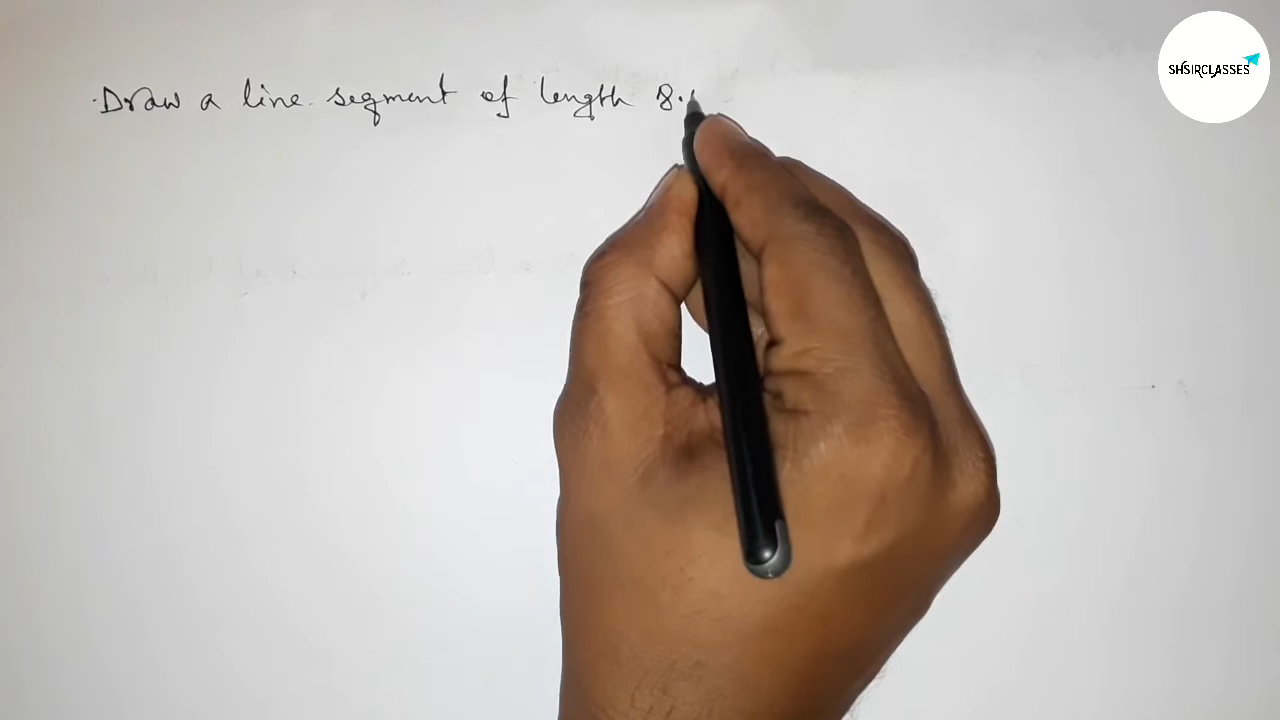 Draw a line segment of length 8.
SHSIRCLASSES